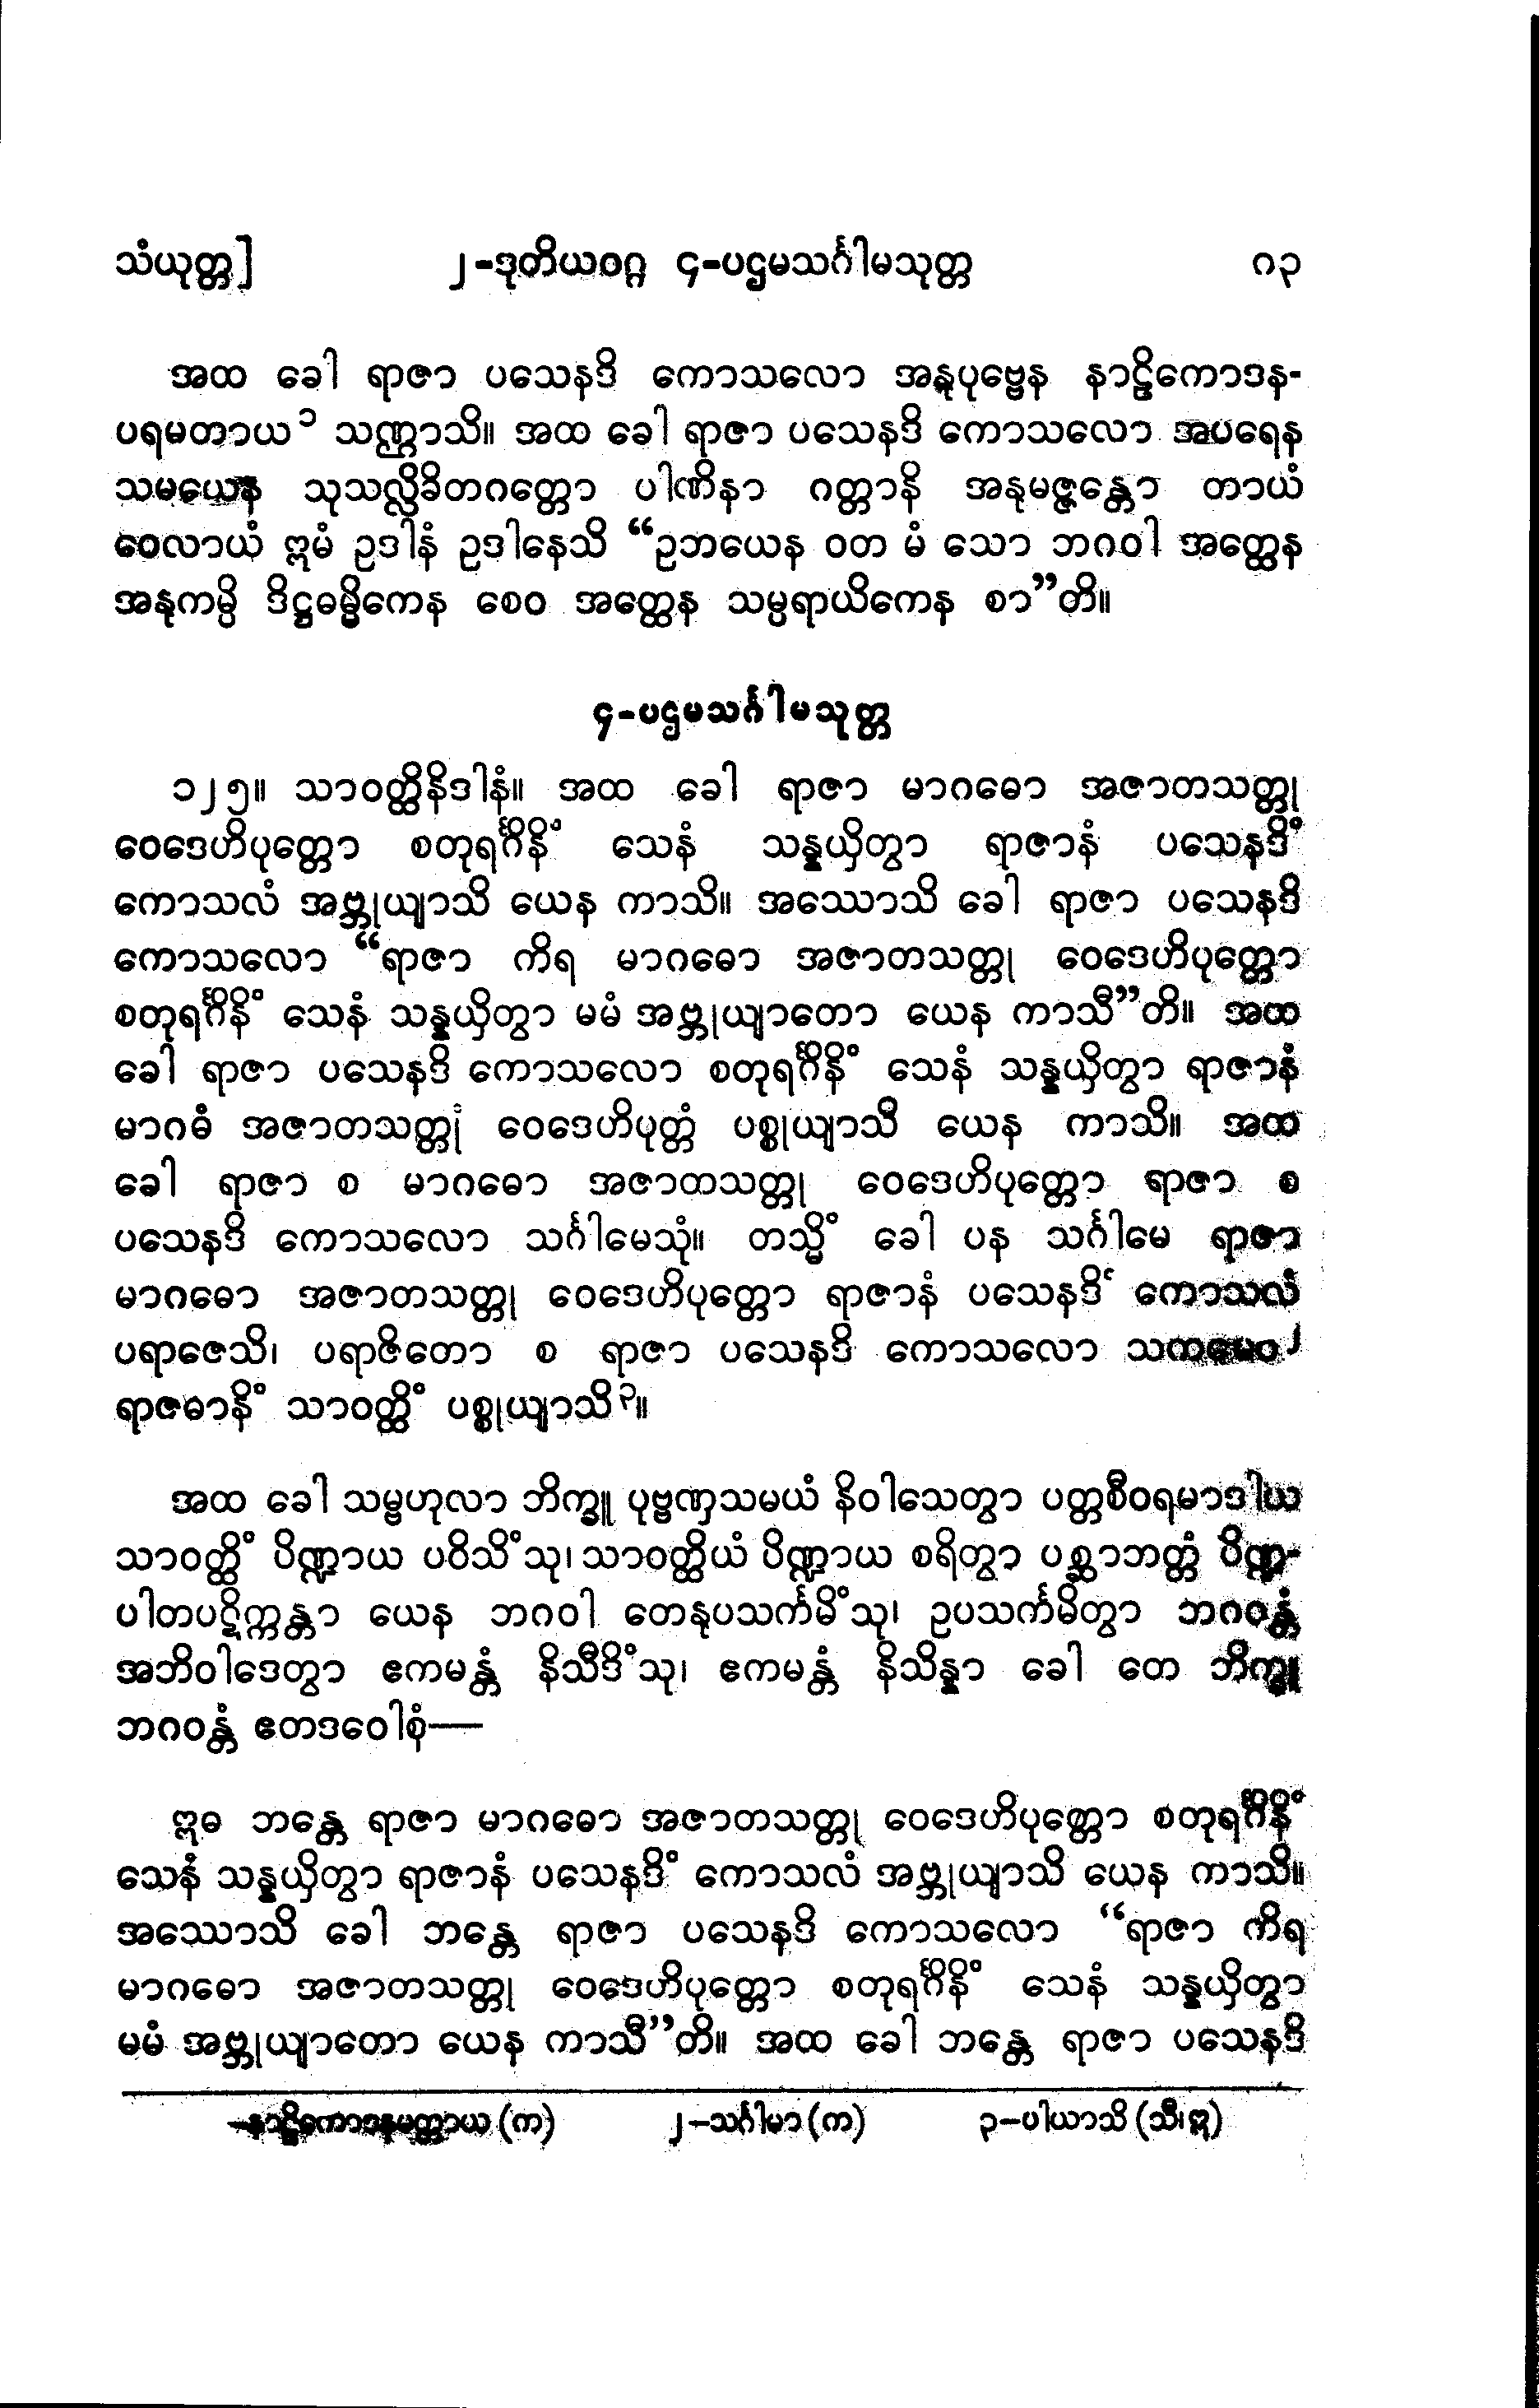 သံယုတ္တ] ၂-ဒုတိယဝဂ္ဂ ၄-ပဌမသင်္ဂါမသုတ္တ ဂ၃
အထ ခေါ ရာဇာ ပသေနဒိ ကောသလော အနုပုဗ္ဗေန နာဠိကောဒန-
ပရမတာယ၁ သဏ္ဌာသိ။ အထ ခေါ ရာဇာ ပသေနဒိ ကောသလော အပရေန
သမယေန သုသလ္လိခိတဂတ္တော ပါဏိနာ ဂတ္တာနိ အနုမဇ္ဇန္တော တာယံ
ဝေလာယံ ဣမံ ဥဒါနံ ဥဒါနေသိ “ဥဘယေန ဝတ မံ သော ဘဂဝါ အတ္ထေန
အနုကမ္ပိ ဒိဋ္ဌဓမ္မိကေန စေဝ အတ္ထေန သမ္ပရာယိကေန စာ”တိ။
၄-ပဌမသင်္ဂါမသုတ္တ
၁၂၅။ သာဝတ္ထိနိဒါနံ။ အထ ခေါ ရာဇာ မာဂဓော အဇာတသတ္တု
ဝေဒေဟိပုတ္တော စတုရင်္ဂိနိံ သေနံ သန္နယှိတွာ ရာဇာနံ ပသေနဒိံ
ကောသလံ အဗ္ဘုယျာသိ ယေန ကာသိ။ အဿောသိ ခေါ ရာဇာ ပသေနဒိ
ကောသလော “ရာဇာ ကိရ မာဂဓော အဇာတသတ္တု ဝေဒေဟိပုတ္တော
စတုရင်္ဂိနိံ သေနံ သန္နယှိတွာ မမံ အဗ္ဘုယျာတော ယေန ကာသီ”တိ။ အထ
ခေါ ရာဇာ ပသေနဒိ ကောသလော စတုရင်္ဂိနိံ သေနံ သန္နယှိတွာ ရာဇာနံ
မာဂဓံ အဇာတသတ္တုံ ဝေဒေဟိပုတ္တံ ပစ္စုယျာသိ ယေန ကာသိ။ အထ
ခေါ ရာဇာ စ မာဂဓော အဇာတသတ္တု ဝေဒေဟိပုတ္တော ရာဇာ စ
ပသေနဒိ ကောသလော သင်္ဂါမေသုံ။ တသ္မိံ ခေါ ပန သင်္ဂါမေ ရာဇာ
မာဂဓော အဇာတသတ္တု ဝေဒေဟိပုတ္တော ရာဇာနံ ပသေနဒိံ ကောသလံ
ပရာဇေသိ၊ ပရာဇိတော စ ရာဇာ ပသေနဒိ ကောသလော သကမေဝ၂
ရာဇဓာနိံ သာဝတ္ထိံ ပစ္စုယျာသိ၃။
အထ ခေါ သမ္ဗဟုလာ ဘိက္ခူ ပုဗ္ဗဏှသမယံ နိဝါသေတွာ ပတ္တစီဝရမာဒါယ
သာဝတ္ထိံ ပိဏ္ဍာယ ပဝိသိံသု၊ သာဝတ္ထိယံ ပိဏ္ဍာယ စရိတွာ ပစ္ဆာဘတ္တံ ပိဏ္ဍ-
ပါတပဋိက္ကန္တာ ယေန ဘဂဝါ တေနုပသင်္ကမိံသု၊ ဥပသင်္ကမိတွာ ဘဂဝန္တံ
အဘိဝါဒေတွာ ဧကမန္တံ နိသီဒိံသု၊ ဧကမန္တံ နိသိန္နာ ခေါ တေ ဘိက္ခူ
ဘဂဝန္တံ ဧတဒဝေါစုံ—
ဣဓ ဘန္တေ ရာဇာ မာဂဓော အဇာတသတ္တု ဝေဒေဟိပုတ္တော စတုရင်္ဂိနိံ
သေနံ သန္နယှိတွာ ရာဇာနံ ပသေနဒိံ ကောသလံ အဗ္ဘုယျာသိ ယေန ကာသိ။
အဿောသိ ခေါ ဘန္တေ ရာဇာ ပသေနဒိ ကောသလော “ရာဇာ ကိရ
မာဂဓော အဇာတသတ္တု ဝေဒေဟိပုတ္တော စတုရင်္ဂိနိံ သေနံ သန္နယှိတွာ
မမံ အဗ္ဘုယျာတော ယေန ကာသီ”တိ။ အထ ခေါ ဘန္တေ ရာဇာ ပသေနဒိ
–နာဠိကောဒနမတ္တာယ (က) ၂–သင်္ဂါမာ (က) ၃–ပါယာသိ (သီ၊ဣ)